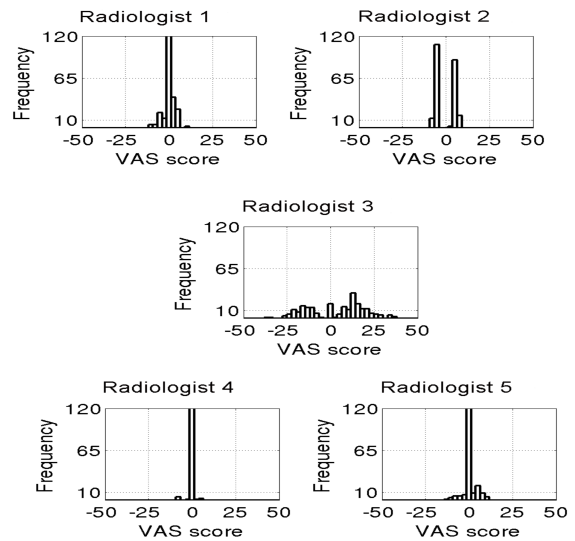 Radiologist 1
Frequency
120
65
10
-50 -25 0 25 50
VAS score
Radiologist 2
Frequency
120
65
10
-50 -25 0 25 50
VAS score
Radiologist 3
Frequency
120
65
10
-50 -25 0 25 50
VAS score
Radiologist 4
Frequency
120
65
10
-50 -25 0 25 50
VAS score
Radiologist 5
Frequency
120
65
10
-50 -25 0 25 50
VAS score